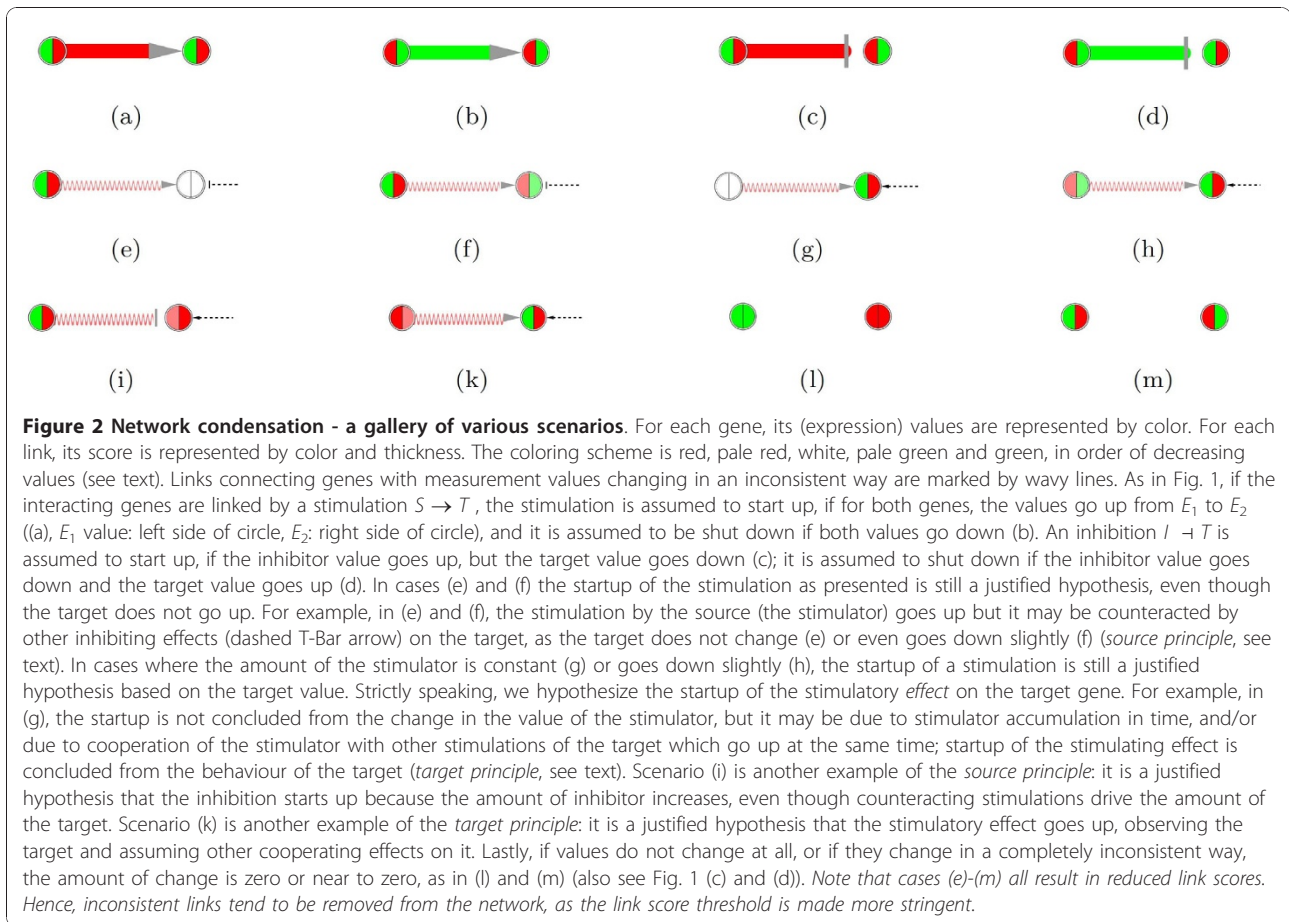 (a) (b) (c) (d)
(e) (f) (g) (h)
(i) (k) (l) (m)
Figure 2 Network condensation - a gallery of various scenarios. For each gene, its (expression) values are represented by color. For each
link, its score is represented by color and thickness. The coloring scheme is red, pale red, white, pale green and green, in order of decreasing
values (see text). Links connecting genes with measurement values changing in an inconsistent way are marked by wavy lines. As in Fig. 1, if the
interacting genes are linked by a stimulation S → T , the stimulation is assumed to start up, if for both genes, the values go up from E₁ to E₂
((a), E₁ value: left side of circle, E₂: right side of circle), and it is assumed to be shut down if both values go down (b). An inhibition I ⊣ T is
assumed to start up, if the inhibitor value goes up, but the target value goes down (c); it is assumed to shut down if the inhibitor value goes
down and the target value goes up (d). In cases (e) and (f) the startup of the stimulation as presented is still a justified hypothesis, even though
the target does not go up. For example, in (e) and (f), the stimulation by the source (the stimulator) goes up but it may be counteracted by
other inhibiting effects (dashed T-Bar arrow) on the target, as the target does not change (e) or even goes down slightly (f) (source principle, see
text). In cases where the amount of the stimulator is constant (g) or goes down slightly (h), the startup of a stimulation is still a justified
hypothesis based on the target value. Strictly speaking, we hypothesize the startup of the stimulatory effect on the target gene. For example, in
(g), the startup is not concluded from the change in the value of the stimulator, but it may be due to stimulator accumulation in time, and/or
due to cooperation of the stimulator with other stimulations of the target which go up at the same time; startup of the stimulating effect is
concluded from the behaviour of the target (target principle, see text). Scenario (i) is another example of the source principle: it is a justified
hypothesis that the inhibition starts up because the amount of inhibitor increases, even though counteracting stimulations drive the amount of
the target. Scenario (k) is another example of the target principle: it is a justified hypothesis that the stimulatory effect goes up, observing the
target and assuming other cooperating effects on it. Lastly, if values do not change at all, or if they change in a completely inconsistent way,
the amount of change is zero or near to zero, as in (l) and (m) (also see Fig. 1 (c) and (d)). Note that cases (e)-(m) all result in reduced link scores.
Hence, inconsistent links tend to be removed from the network, as the link score threshold is made more stringent.